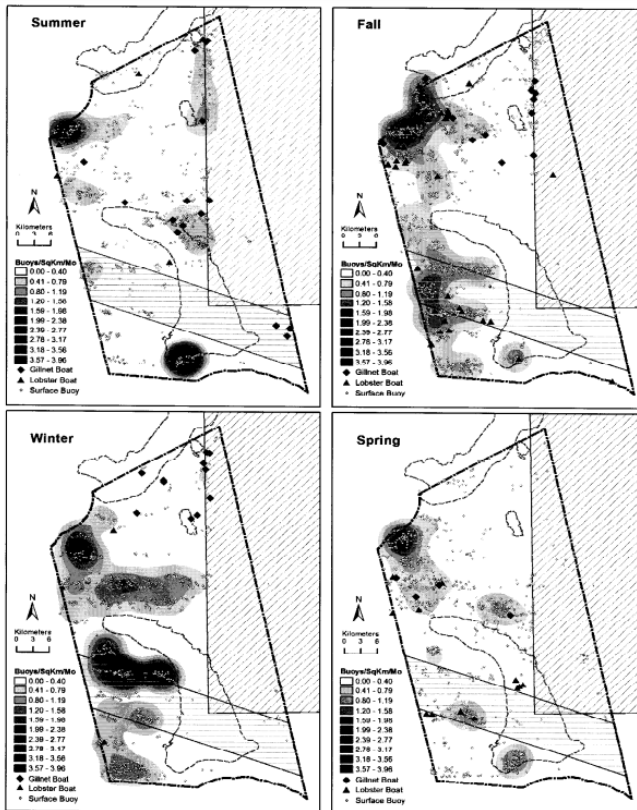 Summer
N
Kilometers
0 3 6
Buoys/SqKm/Mo
0.00 - 0.40
0.41 - 0.79
0.80 - 1.19
1.20 - 1.58
1.59 - 1.98
1.99 - 2.38
2.39 - 2.77
2.78 - 3.17
3.18 - 3.56
3.57 - 3.96
Gillnet Boat
Lobster Boat
Surface Buoy
Fall
N
Kilometers
0 3 6
Buoys/SqKm/Mo
0.00 - 0.40
0.41 - 0.79
0.80 - 1.19
1.20 - 1.58
1.59 - 1.98
1.99 - 2.38
2.39 - 2.77
2.78 - 3.17
3.18 - 3.56
3.57 - 3.96
Gillnet Boat
Lobster Boat
Surface Buoy
Winter
N
Kilometers
0 3 6
Buoys/SqKm/Mo
0.00 - 0.40
0.41 - 0.79
0.80 - 1.19
1.20 - 1.58
1.59 - 1.98
1.99 - 2.38
2.39 - 2.77
2.78 - 3.17
3.18 - 3.56
3.57 - 3.96
Gillnet Boat
Lobster Boat
Surface Buoy
Spring
N
Kilometers
0 3 6
Buoys/SqKm/Mo
0.00 - 0.40
0.41 - 0.79
0.80 - 1.19
1.20 - 1.58
1.59 - 1.98
1.99 - 2.38
2.39 - 2.77
2.78 - 3.17
3.18 - 3.56
3.57 - 3.96
Gillnet Boat
Lobster Boat
Surface Buoy